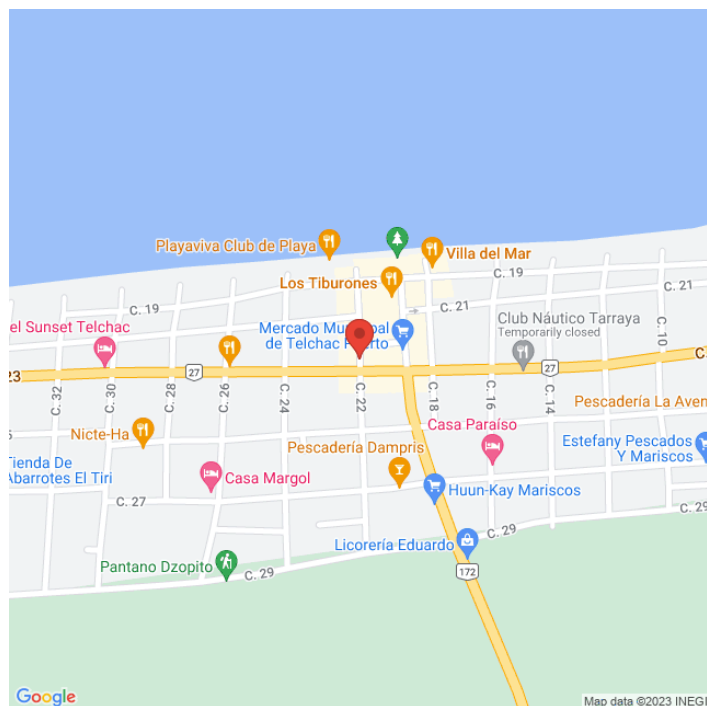 Playaviva Club de Playa
Villa del Mar
C. 19
Los Tiburones
C. 21
C. 19
C. 21
el Sunset Telchac
Mercado Municipal
de Telchac Puerto
Club Náutico Tarraya
Temporarily closed
C. 10
23
27
27
C.
C. 32
C. 30
C. 28
C. 26
C. 24
C. 22
C. 18
C. 16
C. 14
Pescadería La Aven
Nicte-Ha
Casa Paraíso
Pescadería Dampris
Estefany Pescados
Y Mariscos
Tienda De
Abarrotes El Tiri
Casa Margol
C. 27
Huun-Kay Mariscos
C. 29
C. 29
Licorería Eduardo
Pantano Dzopito
C. 29
172
Google
Map data ©2023 INEGI